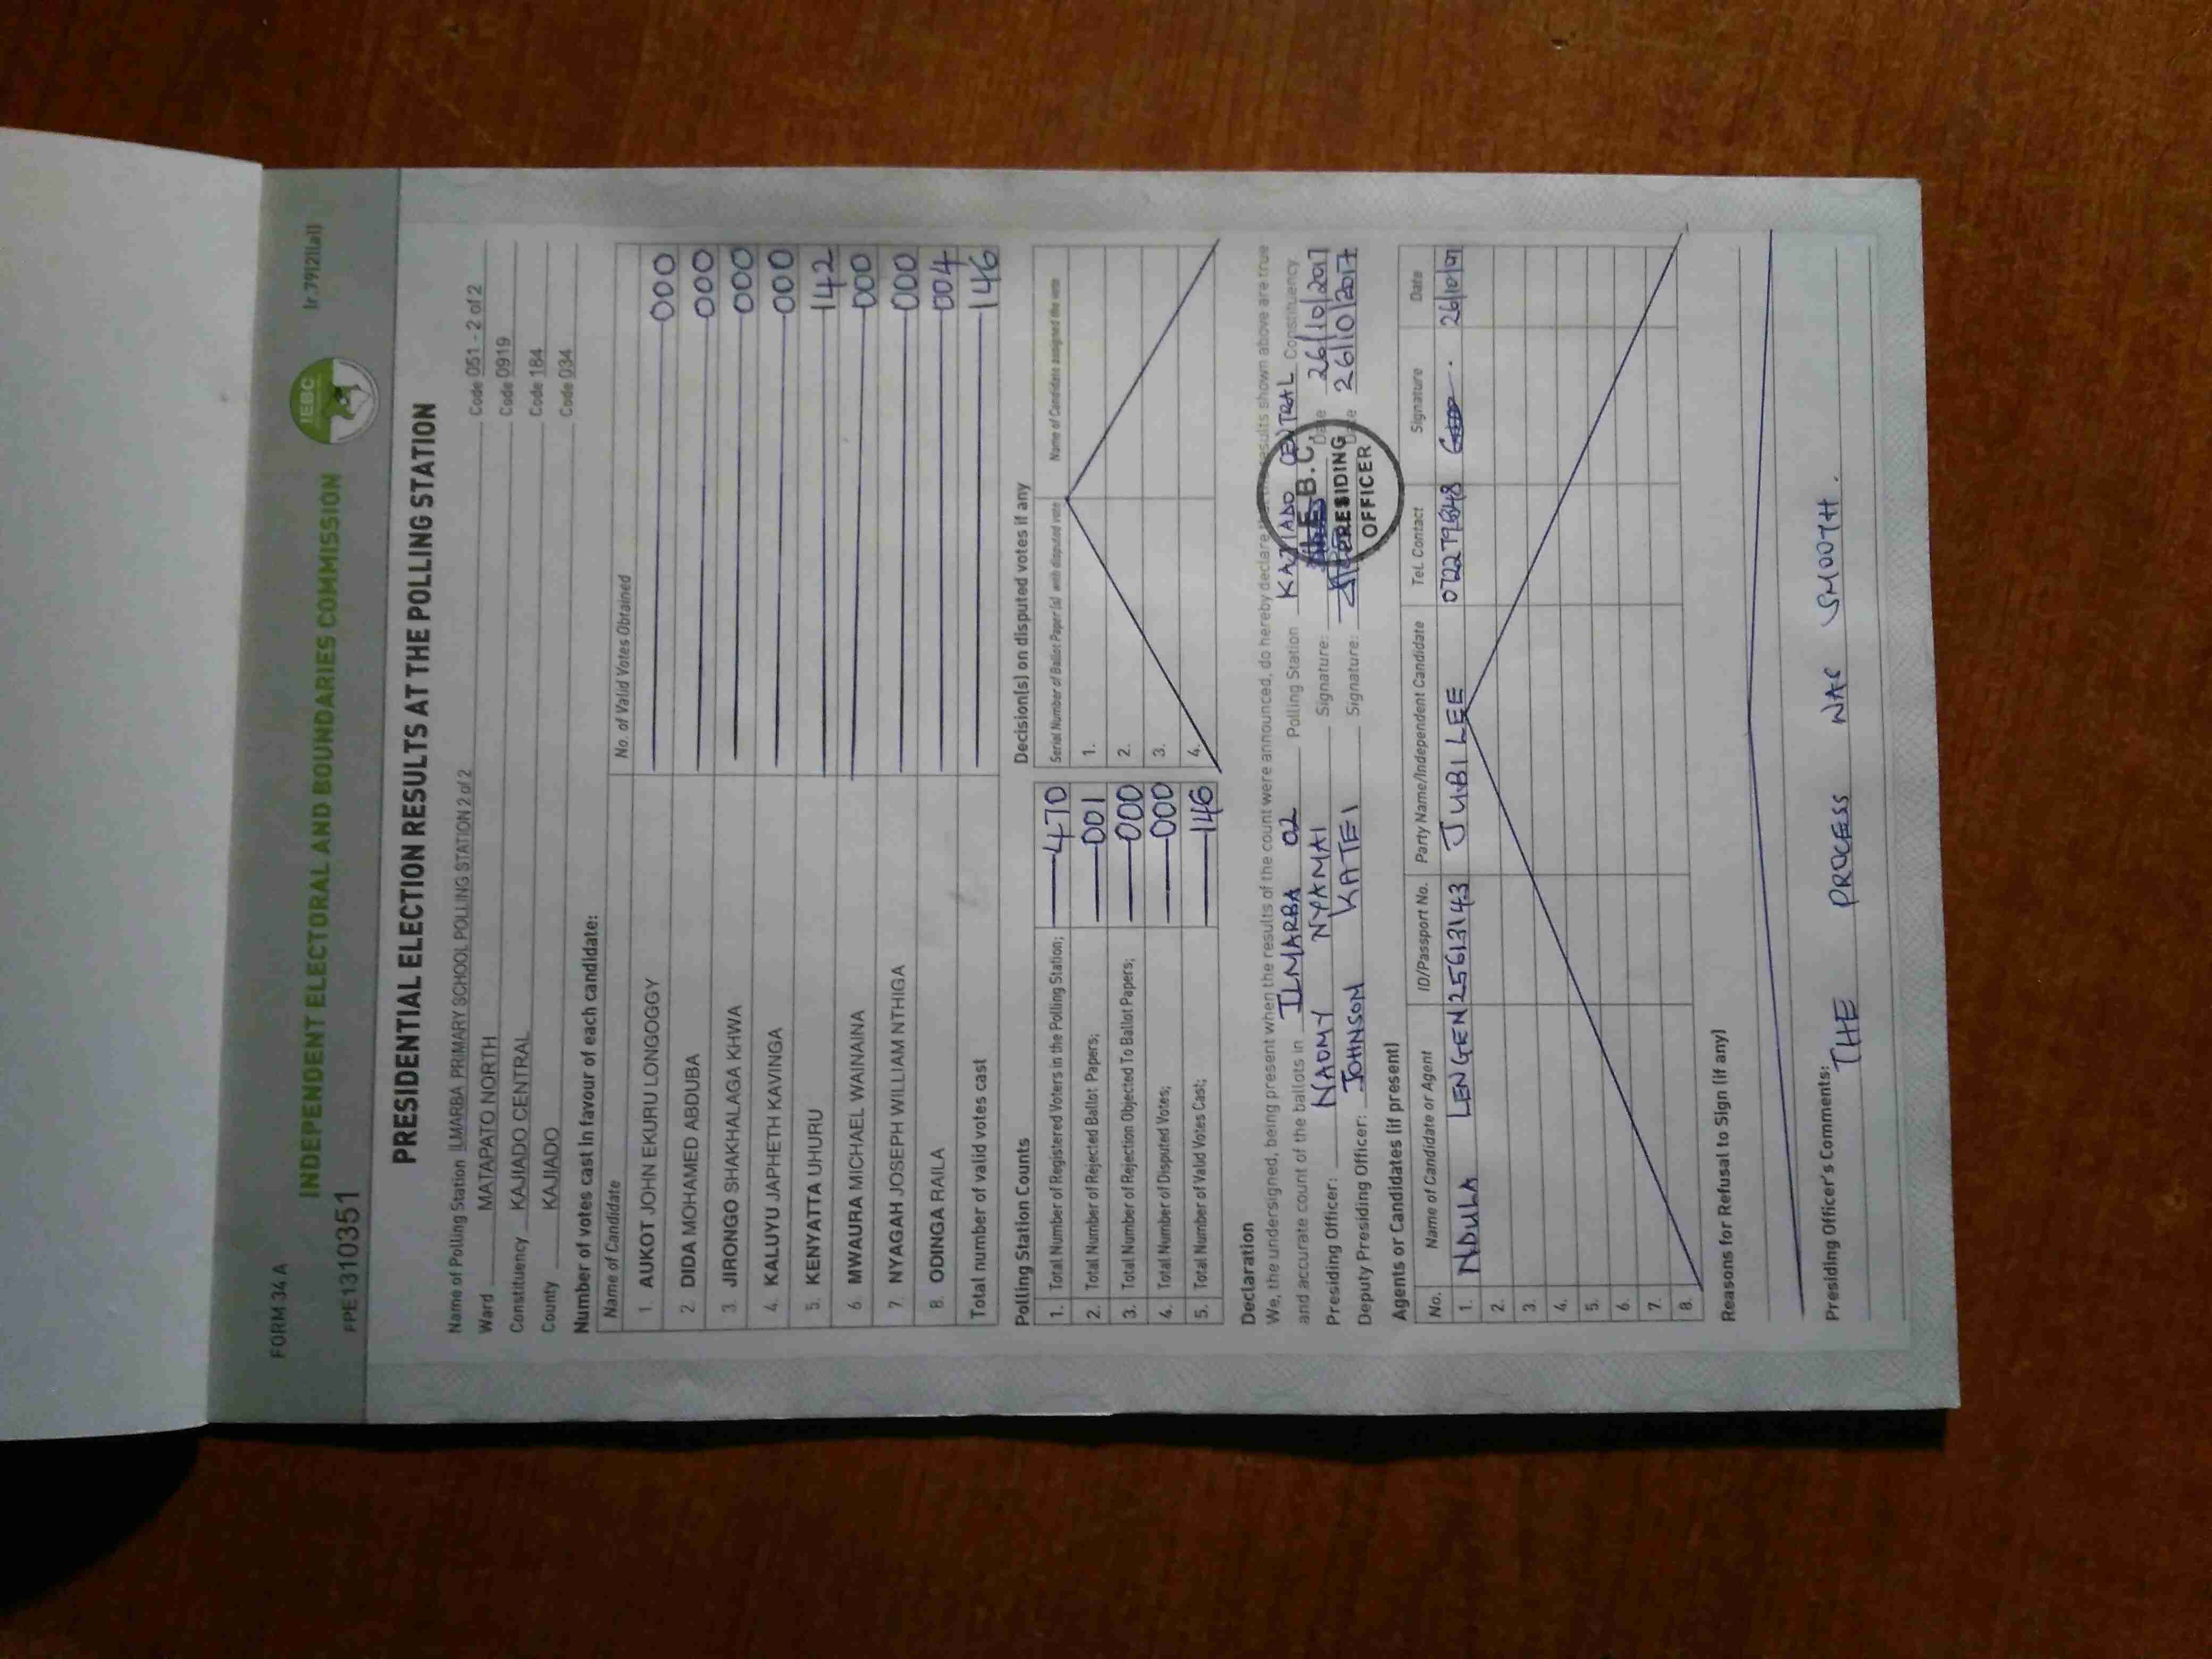 FORM 34 A
INDEPENDENT ELECTORAL AND BOUNDARIES COMMISSION
IEBC
FPE1310351
PRESIDENTIAL ELECTION RESULTS AT THE POLLING STATION
Name of Polling Station ILMARBA PRIMARY SCHOOL POLLING STATION 2 of 2 Code 051 - 2 of 2
Ward MATAPATO NORTH Code 0919
Constituency KAJIADO CENTRAL Code 184
County KAJIADO Code 034
Number of votes cast in favour of each candidate:
Name of Candidate No. of Valid Votes Obtained
1. AUKOT JOHN EKURU LONGOGGY 000
2. DIDA MOHAMED ABDUBA 000
3. JIRONGO SHAKHALAGA KHWA 000
4. KALUYU JAPHETH KAVINGA 000
5. KENYATTA UHURU 142
6. MWAURA MICHAEL WAINAINA 000
7. NYAGAH JOSEPH WILLIAM NTHIGA 000
8. ODINGA RAILA 004
Total number of valid votes cast 146
Polling Station Counts
1. Total Number of Registered Voters in the Polling Station; 470
2. Total Number of Rejected Ballot Papers; 001
3. Total Number of Rejection Objected To Ballot Papers; 000
4. Total Number of Disputed Votes; 000
5. Total Number of Valid Votes Cast; 146
Decision(s) on disputed votes if any
Serial Number of Ballot Paper(s) with disputed vote Name of Candidate assigned the vote
1.
2.
3.
4.
Declaration
We, the undersigned, being present when the results of the count were announced, do hereby declare that the results shown above are true
and accurate count of the ballots in ILMARBA 02 Polling Station KAJIADO CENTRAL Constituency
Presiding Officer: NAOMY NYAMAI Signature: Date 26/10/2017
Deputy Presiding Officer: JOHNSON KATEI Signature: Date 26/10/2017
I.E.B.C.
PRESIDING
OFFICER
Agents or Candidates (if present)
No. Name of Candidate or Agent ID/Passport No. Party Name/Independent Candidate Tel. Contact Signature Date
1. NDULA LENGEN 25613143 JUBILEE
2.
3.
4.
5.
6.
7.
8.
Reasons for Refusal to Sign (if any)
Presiding Officer's Comments:
THE PROCESS WAS SMOOTH.